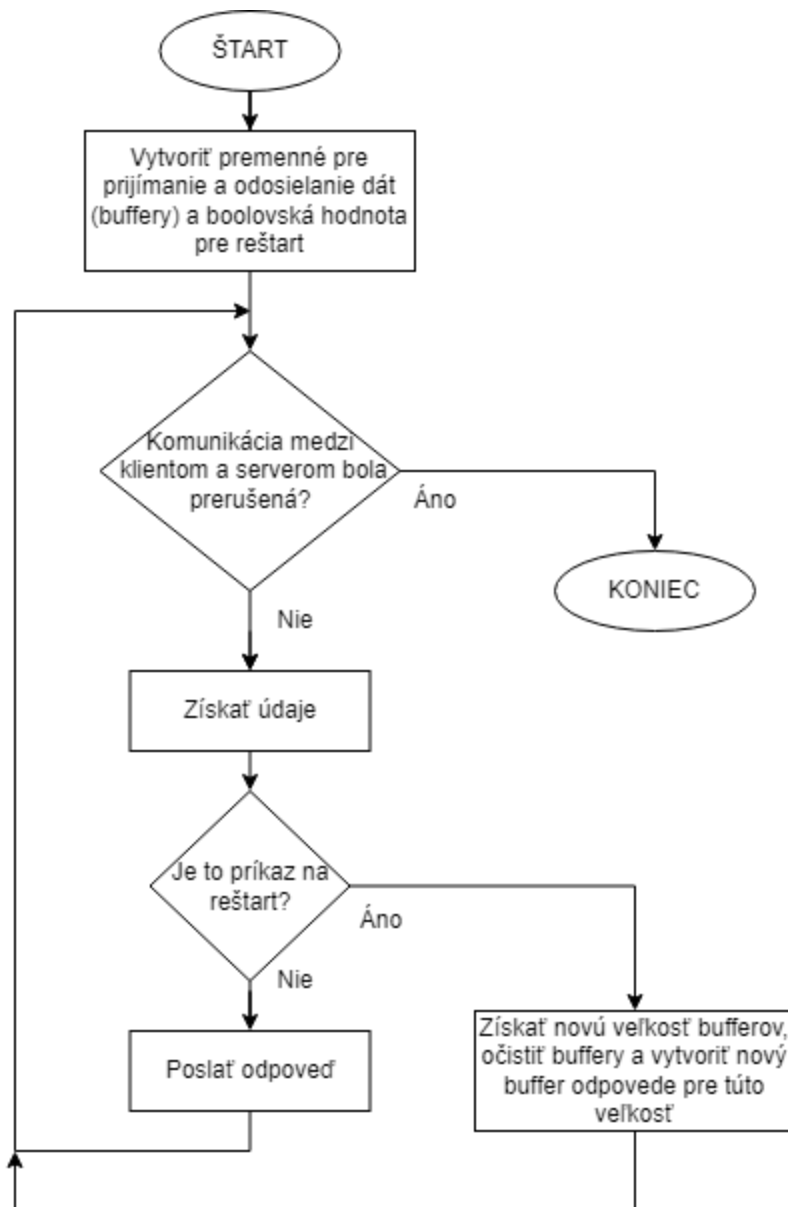 ŠTART
Vytvoriť premenné pre
prijímanie a odosielanie dát
(buffery) a boolovská hodnota
pre reštart
Komunikácia medzi
klientom a serverom bola
prerušená?
Áno
KONIEC
Nie
Získať údaje
Je to príkaz na
reštart?
Áno
Nie
Poslať odpoveď
Získať novú veľkosť bufferov,
očistiť buffery a vytvoriť nový
buffer odpovede pre túto
veľkosť